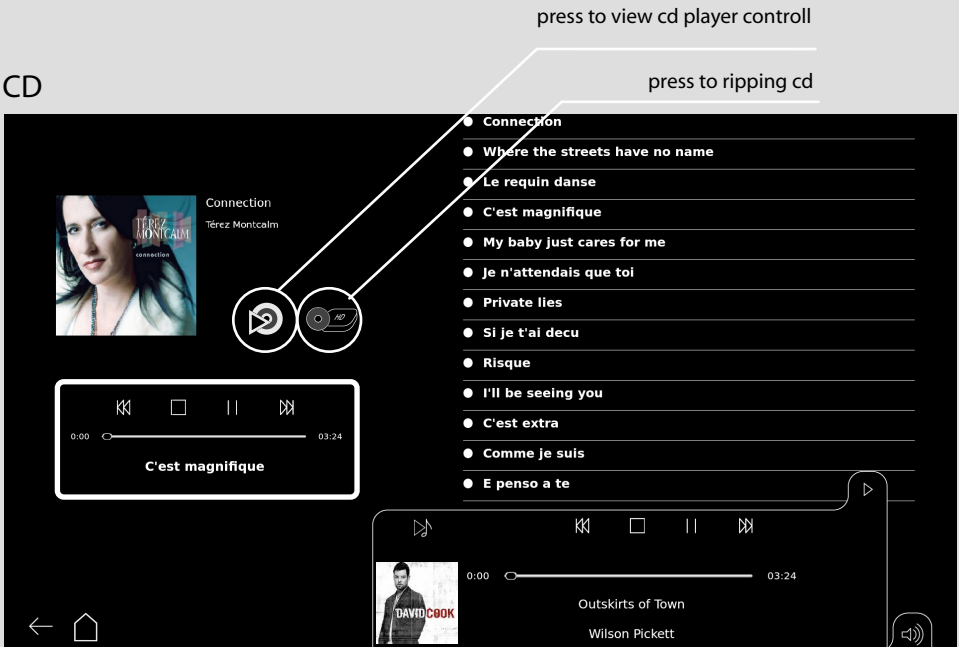 press to view cd player controll
press to ripping cd
CD
Connection
Where the streets have no name
Le requin danse
C'est magnifique
My baby just cares for me
Je n'attendais que toi
Private lies
Si je t'ai decu
Risque
I'll be seeing you
C'est extra
Comme je suis
E penso a te
Connection
Térez Montcalm
TÉREZ
MONTCALM
connection
HD
0:00
03:24
C'est magnifique
0:00
03:24
Outskirts of Town
Wilson Pickett
DAVID COOK